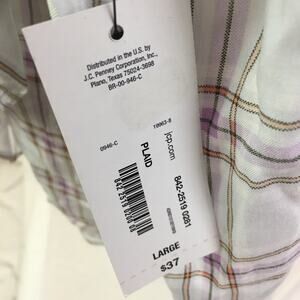 Distributed in the U.S. by
J.C. Penney Corporation, Inc.,
Plano, Texas 75024-3698
BR-00-946-C
19963-8
0946-C
jcp.com
PLAID
842-2519 0281
LARGE
$37